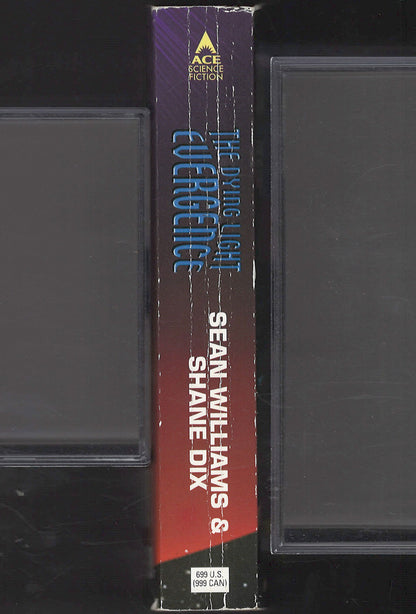 ACE
SCIENCE
FICTION
THE DYING LIGHT
EVERGENCE
SEAN WILLIAMS &
SHANE DIX
699 U.S.
(999 CAN)